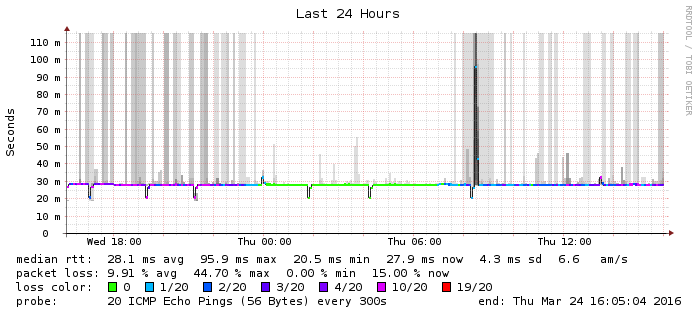 Last 24 Hours
RRDTOOL / TOBI OETIKER
Seconds
110 m
100 m
90 m
80 m
70 m
60 m
50 m
40 m
30 m
20 m
10 m
0
Wed 18:00 Thu 00:00 Thu 06:00 Thu 12:00
median rtt: 28.1 ms avg 95.9 ms max 20.5 ms min 27.9 ms now 4.3 ms sd 6.6 am/s
packet loss: 9.91 % avg 44.70 % max 0.00 % min 15.00 % now
loss color: 0 1/20 2/20 3/20 4/20 10/20 19/20
probe: 20 ICMP Echo Pings (56 Bytes) every 300s end: Thu Mar 24 16:05:04 2016